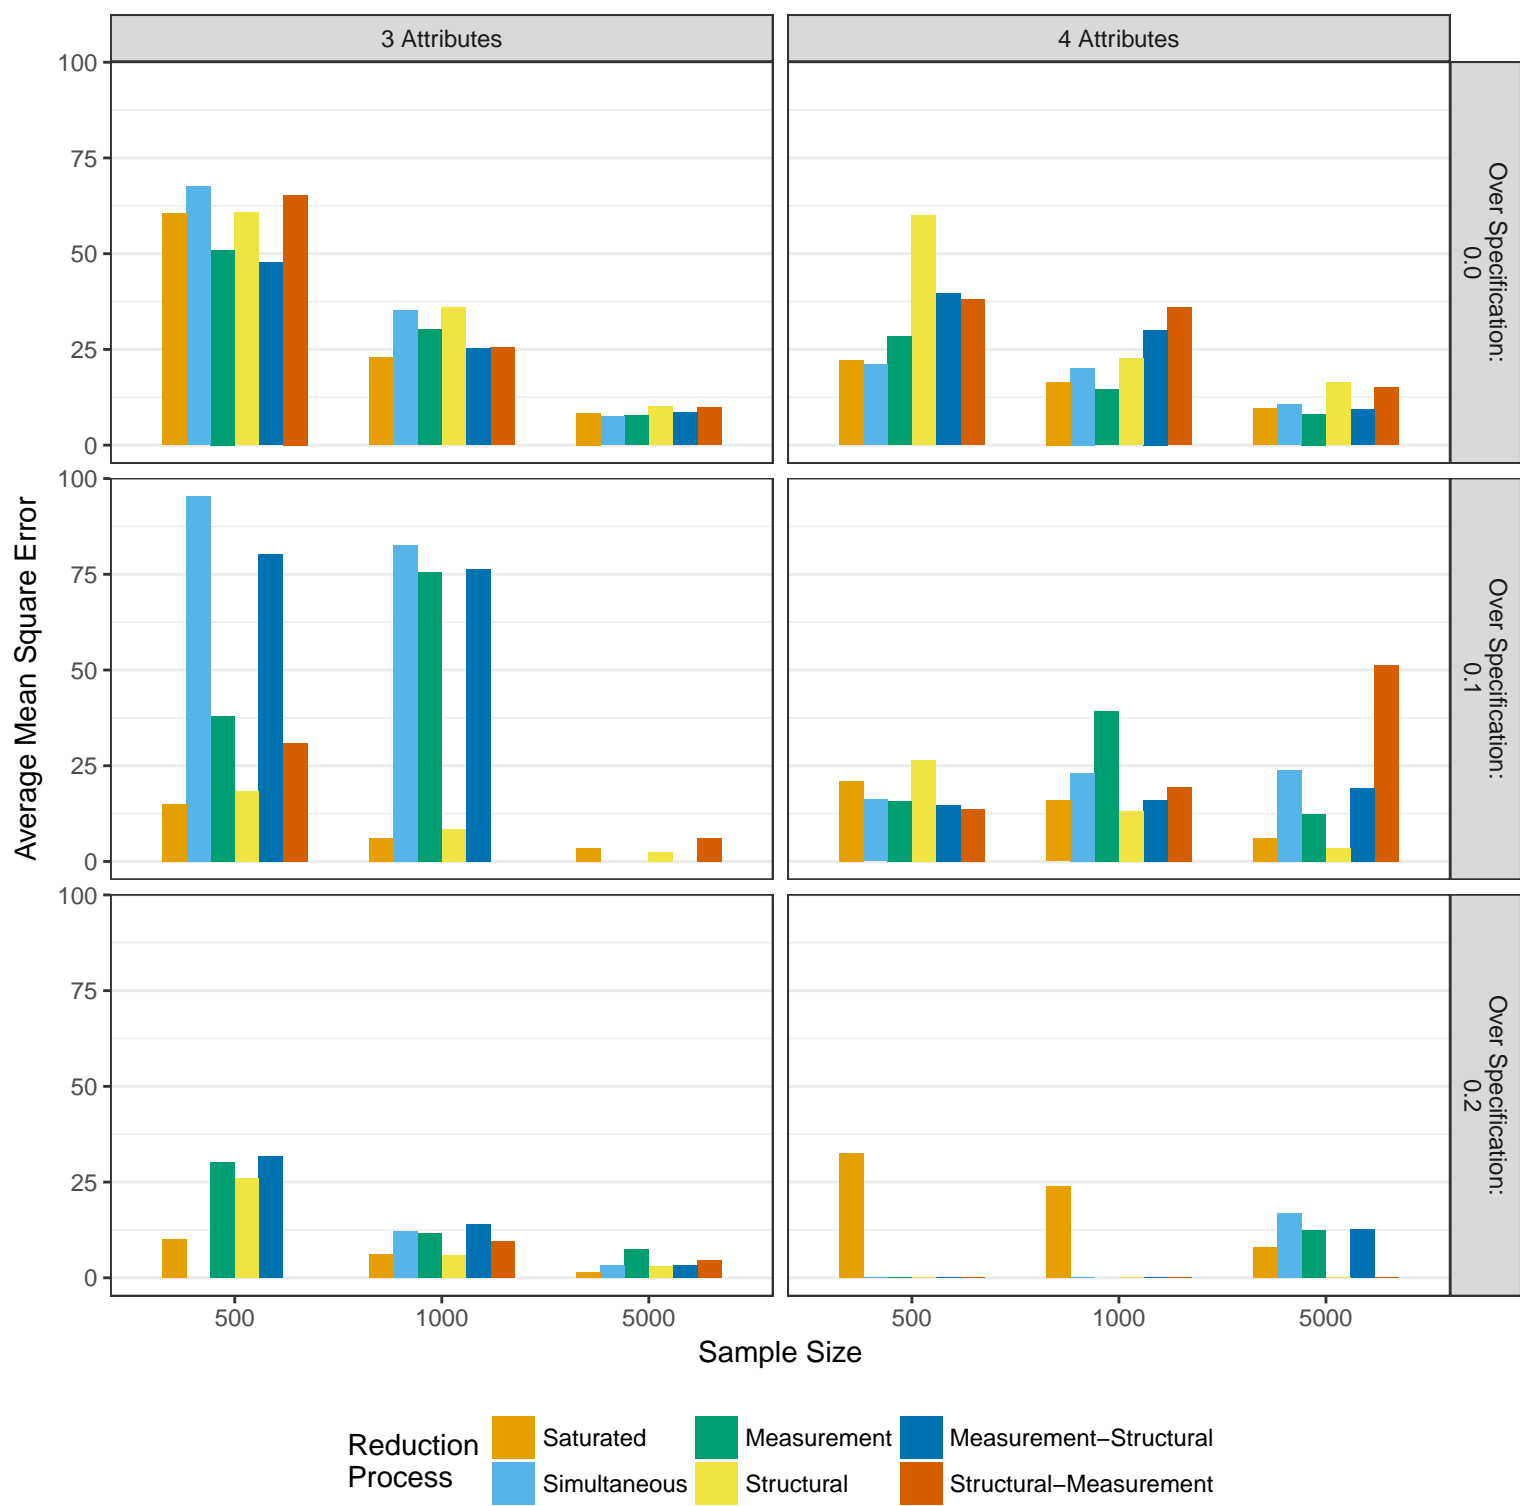 3 Attributes
4 Attributes
100
75
50
25
0
Over Specification:
0.0
100
75
50
25
0
Over Specification:
0.1
100
75
50
25
0
Over Specification:
0.2
Average Mean Square Error
500
1000
5000
500
1000
5000
Sample Size
Reduction
Process
Saturated
Measurement
Measurement−Structural
Simultaneous
Structural
Structural−Measurement